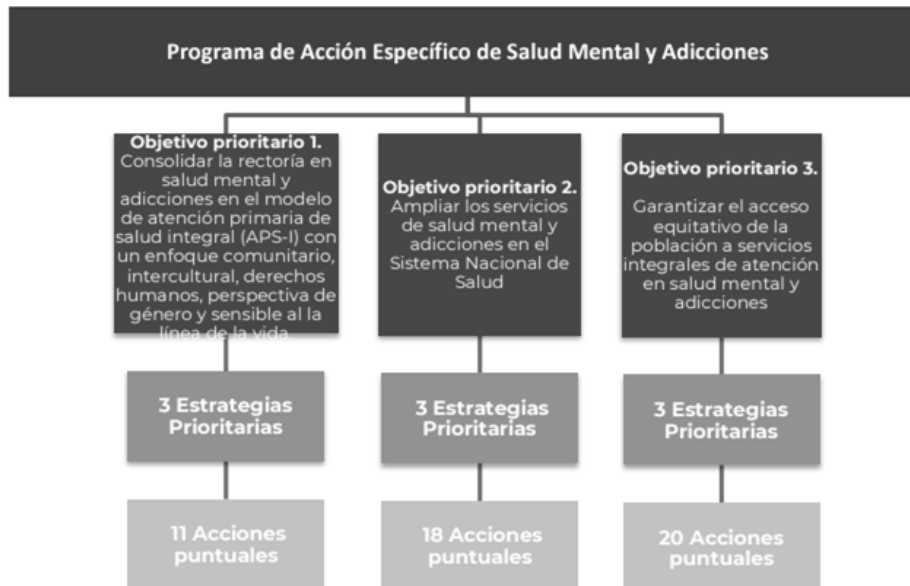 Programa de Acción Específico de Salud Mental y Adicciones
Objetivo prioritario 1.
Consolidar la rectoría en
salud mental y
adicciones en el modelo
de atención primaria de
salud integral (APS-I) con
un enfoque comunitario,
intercultural, derechos
humanos, perspectiva de
género y sensible al la
línea de la vida.
3 Estrategias
Prioritarias
11 Acciones
puntuales
Objetivo prioritario 2.
Ampliar los servicios
de salud mental y
adicciones en el
Sistema Nacional de
Salud
3 Estrategias
Prioritarias
18 Acciones
puntuales
Objetivo prioritario 3.
Garantizar el acceso
equitativo de la
población a servicios
integrales de atención
en salud mental y
adicciones
3 Estrategias
Prioritarias
20 Acciones
puntuales